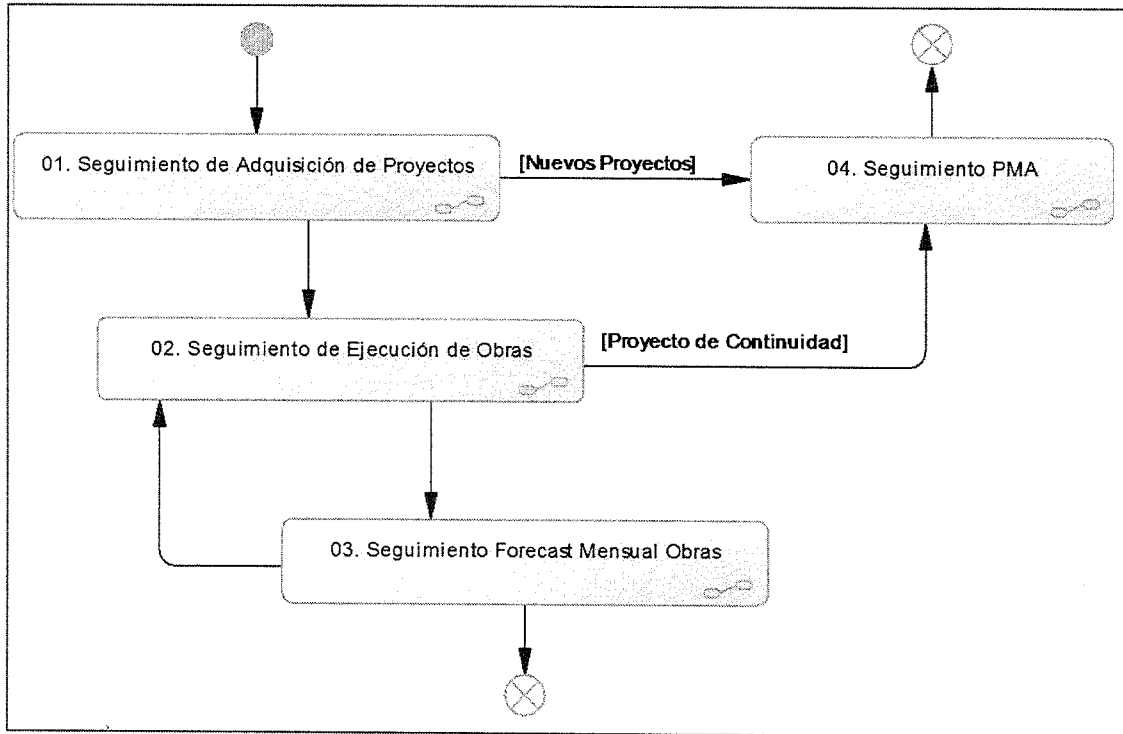 01. Seguimiento de Adquisición de Proyectos
[Nuevos Proyectos]
04. Seguimiento PMA
02. Seguimiento de Ejecución de Obras
[Proyecto de Continuidad]
03. Seguimiento Forecast Mensual Obras